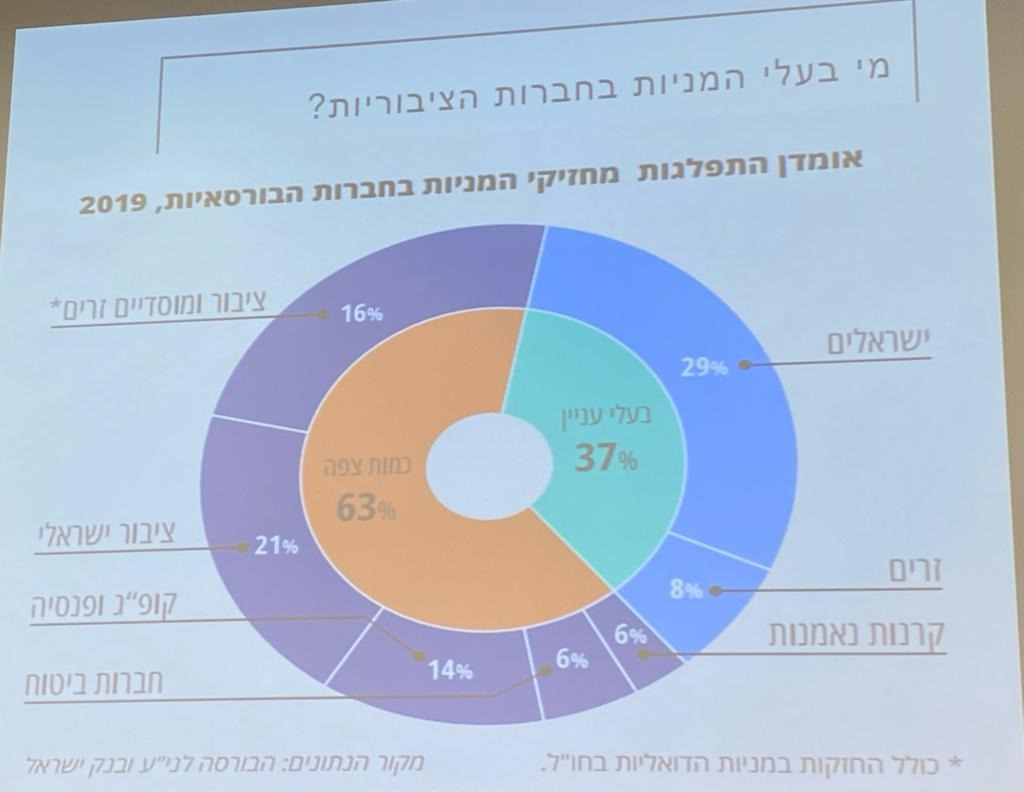 מי בעלי המניות בחברות הציבוריות?
אומדן התפלגות מחזיקי המניות בחברות הבורסאיות, 2019
ציבור ומוסדיים זרים*
16%
ישראלים
29%
בעלי עניין
37%
כמות צפה
63%
ציבור ישראלי
21%
זרים
8%
קופ״ג ופנסיה
14%
קרנות נאמנות
6%
חברות ביטוח
6%
* כולל החזקות במניות הדואליות בחו"ל.
מקור הנתונים: הבורסה לני"ע ובנק ישראל